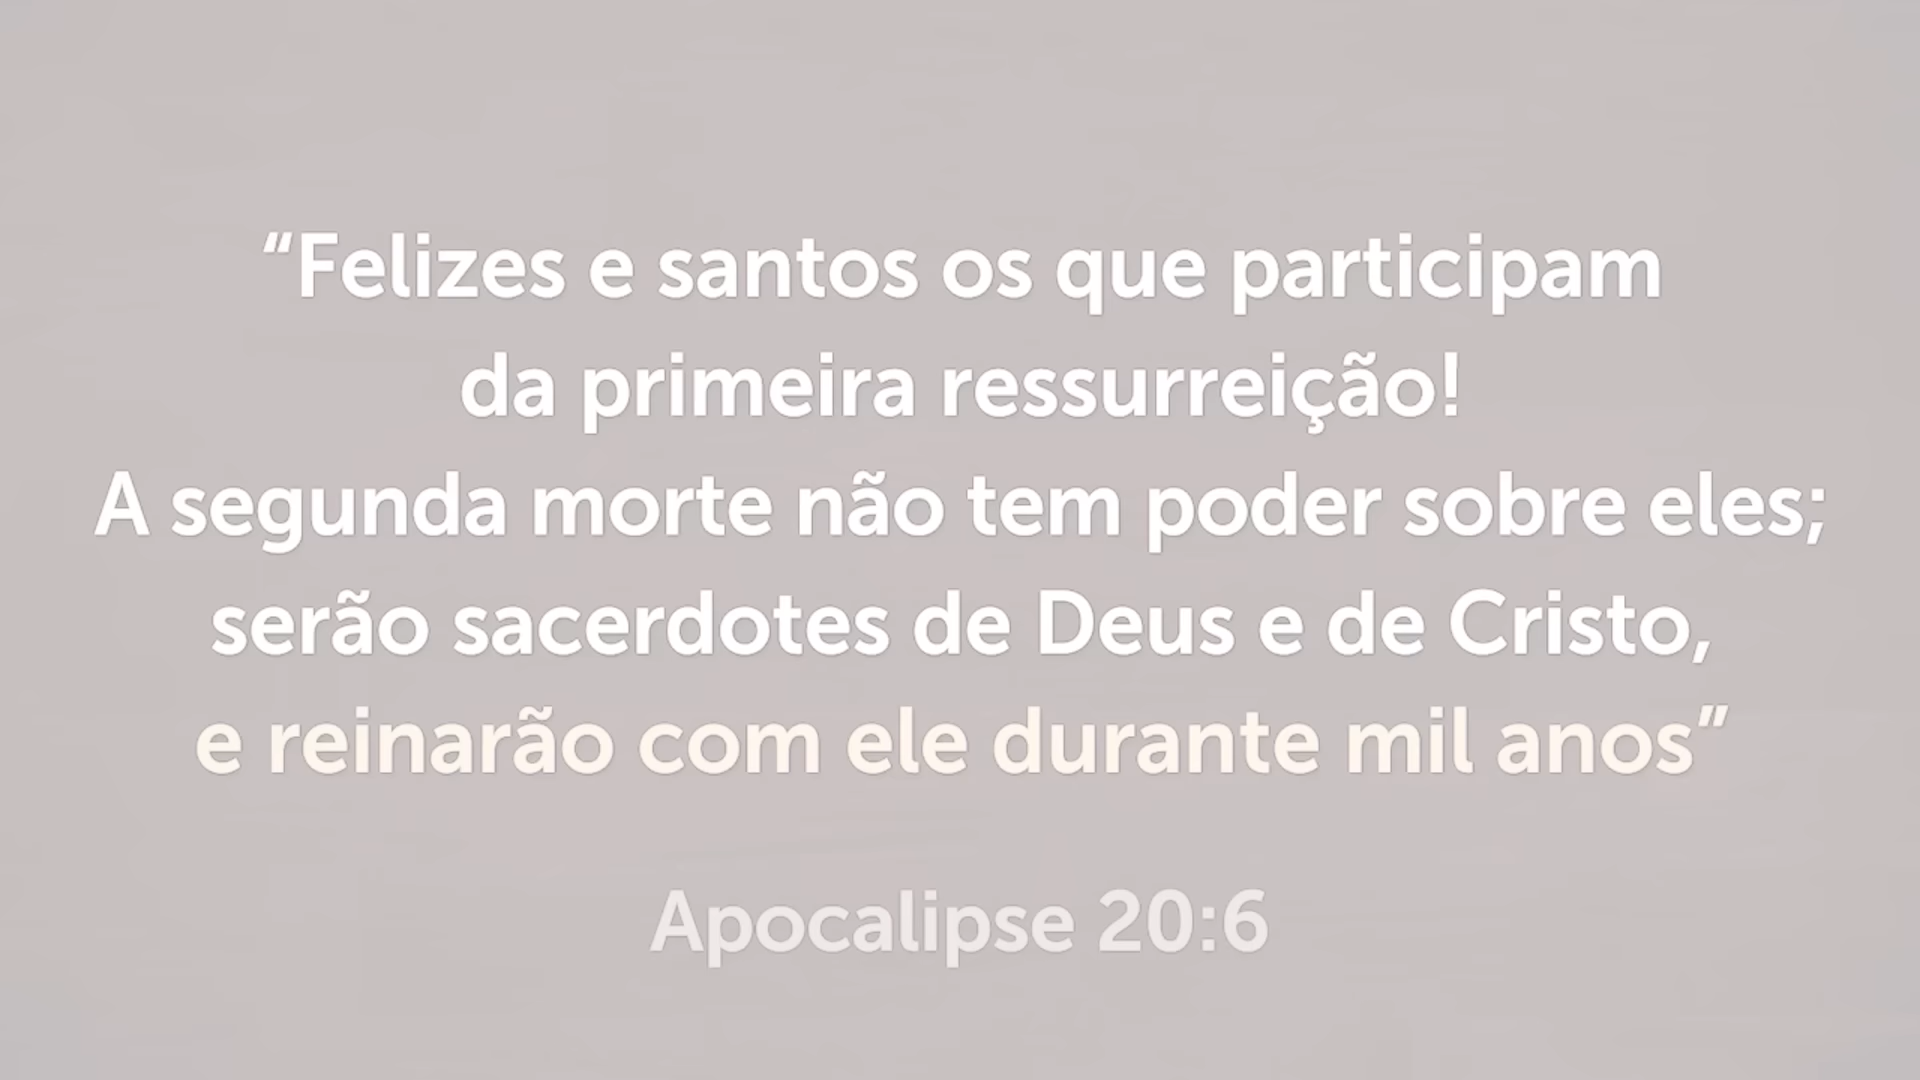 “Felizes e santos os que participam
da primeira ressurreição!
A segunda morte não tem poder sobre eles;
serão sacerdotes de Deus e de Cristo,
e reinarão com ele durante mil anos”
Apocalipse 20:6